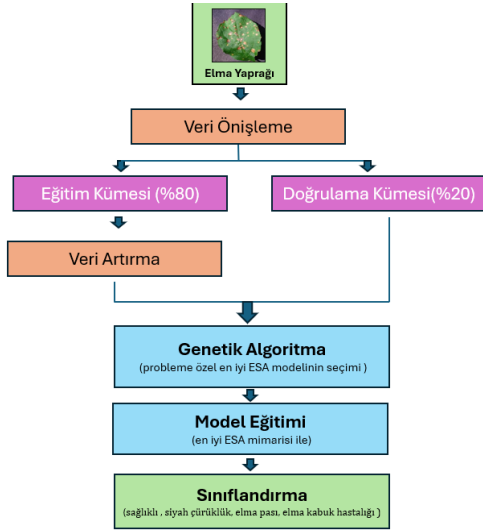 Elma Yaprağı
Veri Önişleme
Eğitim Kümesi (%80)
Doğrulama Kümesi(%20)
Veri Artırma
Genetik Algoritma
(probleme özel en iyi ESA modelinin seçimi )
Model Eğitimi
(en iyi ESA mimarisi ile)
Sınıflandırma
(sağlıklı , siyah çürüklük, elma pası, elma kabuk hastalığı )